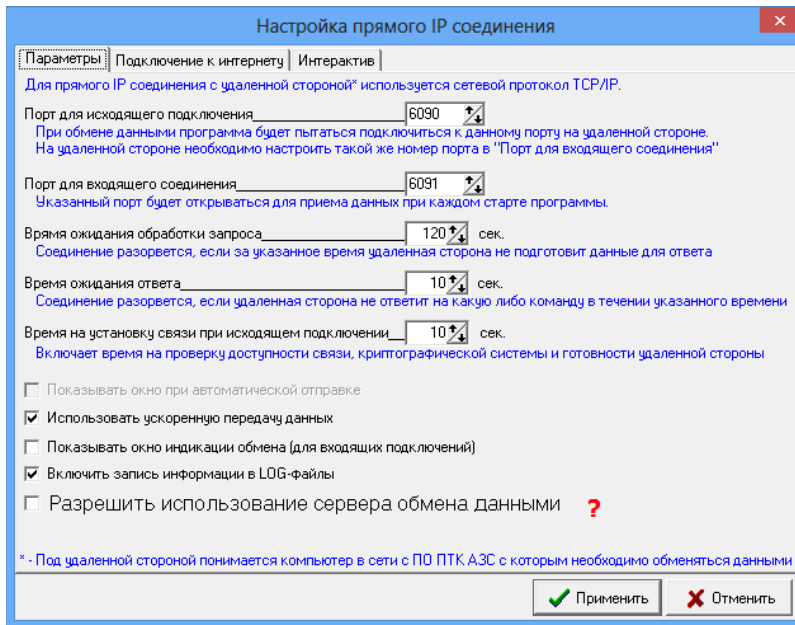 Настройка прямого IP соединения
Параметры Подключение к интернету Интерактив
Для прямого IP соединения с удаленной стороной* используется сетевой протокол TCP/IP.
Порт для исходящего подключения 6090
При обмене данными программа будет пытаться подключиться к данному порту на удаленной стороне.
На удаленной стороне необходимо настроить такой же номер порта в "Порт для входящего соединения"
Порт для входящего соединения 6091
Указанный порт будет открываться для приема данных при каждом старте программы.
Врямя ожидания обработки запроса 120 сек.
Соединение разорвется, если за указанное время удаленная сторона не подготовит данные для ответа
Время ожидания ответа 10 сек.
Соединение разорвется, если удаленная сторона не ответит на какую либо команду в течении указанного времени
Время на установку связи при исходящем подключении 10 сек.
Включает время на проверку доступности связи, криптографической системы и готовности удаленной стороны
Показывать окно при автоматической отправке
Использовать ускоренную передачу данных
Показывать окно индикации обмена (для входящих подключений)
Включить запись информации в LOG-файлы
Разрешить использование сервера обмена данными ?
* - Под удаленной стороной понимается компьютер в сети с ПО ПТК АЗС с которым необходимо обменяться данными
Применить Отменить